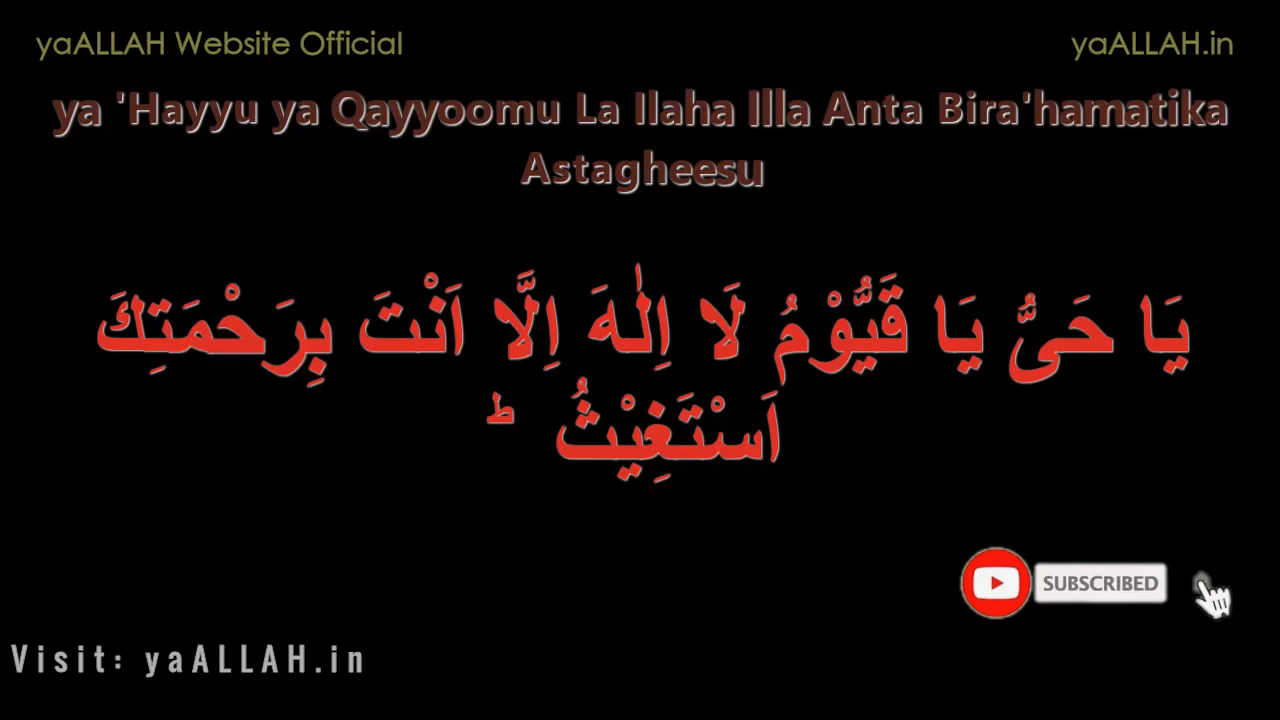 yaALLAH Website Official
yaALLAH.in
ya 'Hayyu ya Qayyoomu La Ilaha Illa Anta Bira'hamatika
Astagheesu
يَا حَىُّ يَا قَيُّوْمُ لَا اِلٰهَ اِلَّا اَنْتَ بِرَحْمَتِكَ
اَسْتَغِيْثُ ؕ
SUBSCRIBED
Visit: yaALLAH.in